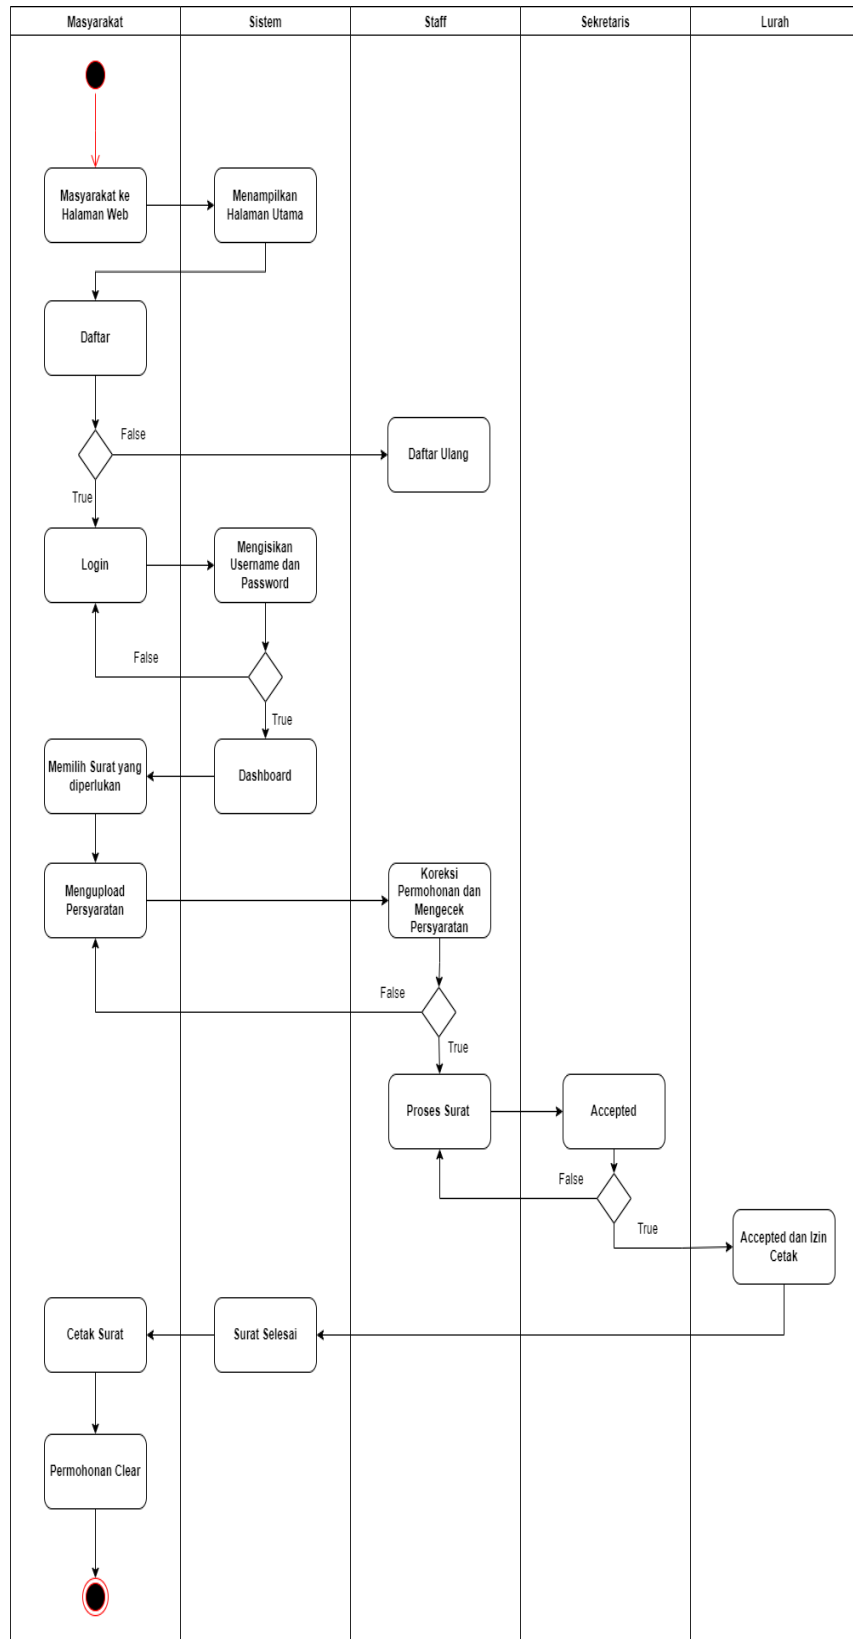 Masyarakat
Sistem
Staff
Sekretaris
Lurah
Masyarakat ke
Halaman Web
Menampilkan
Halaman Utama
Daftar
False
Daftar Ulang
True
Login
Mengisikan
Username dan
Password
False
True
Memilih Surat yang
diperlukan
Dashboard
Mengupload
Persyaratan
Koreksi
Permohonan dan
Mengecek
Persyaratan
False
True
Proses Surat
Accepted
False
True
Accepted dan Izin
Cetak
Cetak Surat
Surat Selesai
Permohonan Clear